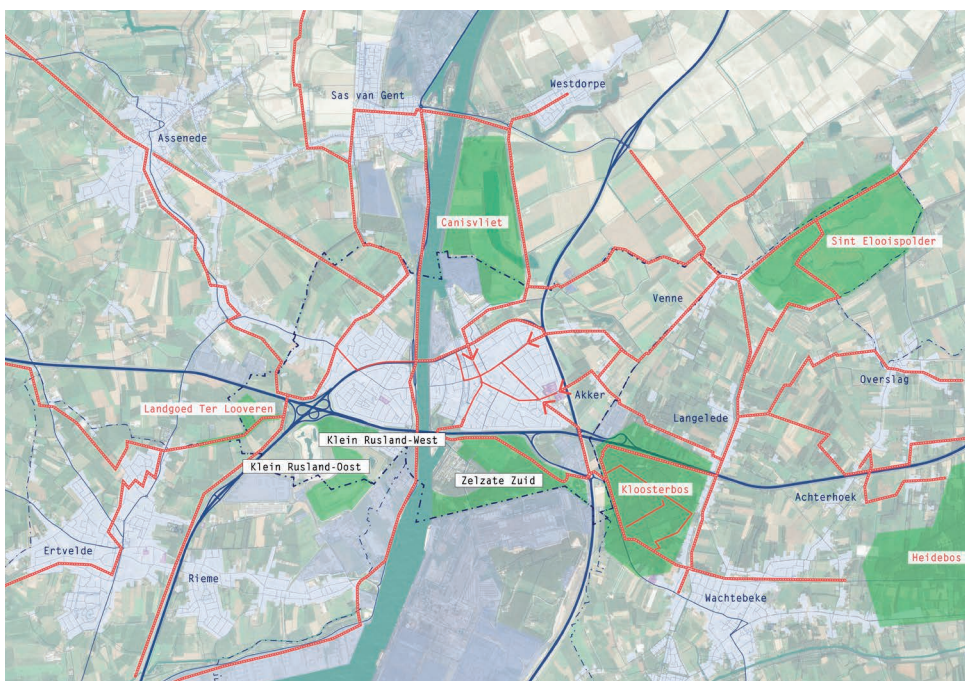 Westdorpe
Sas van Gent
Assenede
Canisvliet
Sint Elooispolder
Venne
Overslag
Akker
Landgoed Ter Looveren
Langelede
Klein Rusland-West
Klein Rusland-Oost
Zelzate Zuid
Kloosterbos
Achterhoek
Ertvelde
Heidebos
Rieme
Wachtebeke